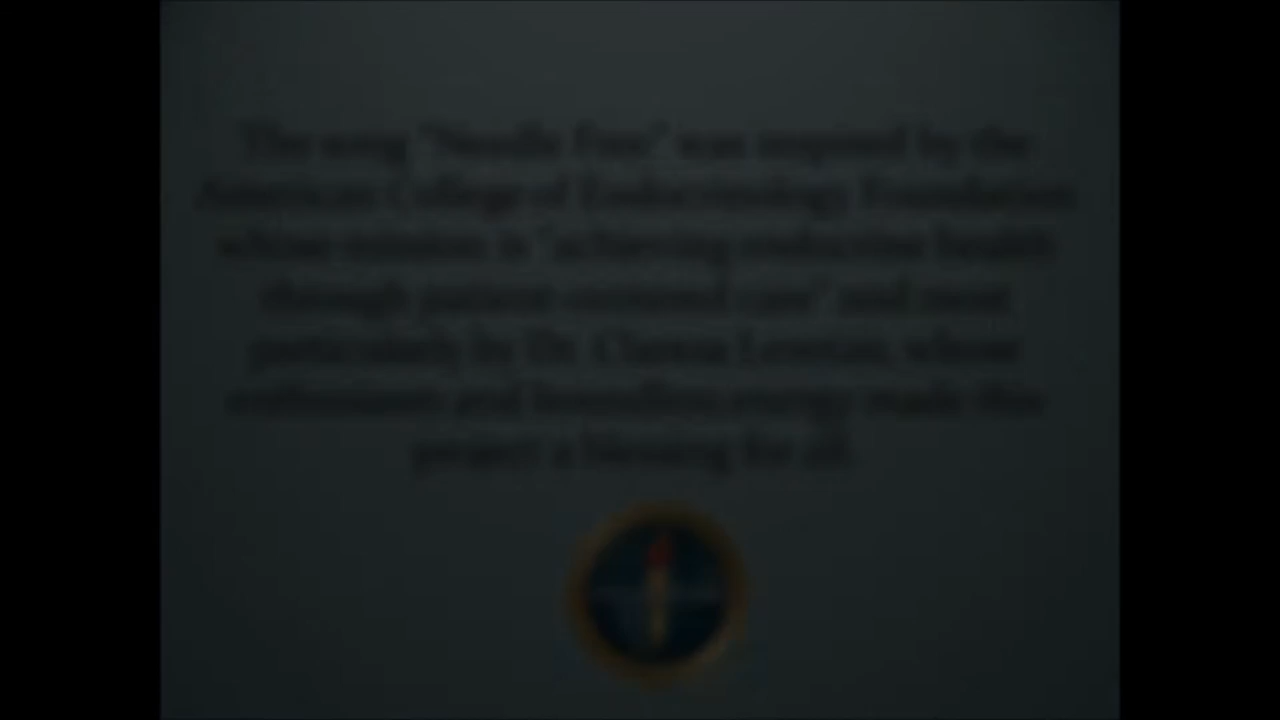 The song "Needle Free" was inspired by the
American College of Endocrinology Foundation
whose mission is "achieving endocrine health
through patient-centered care" and most
particularly by Dr. Levetan, whose
enthusiasm and boundless energy made this
project a blessing for all.